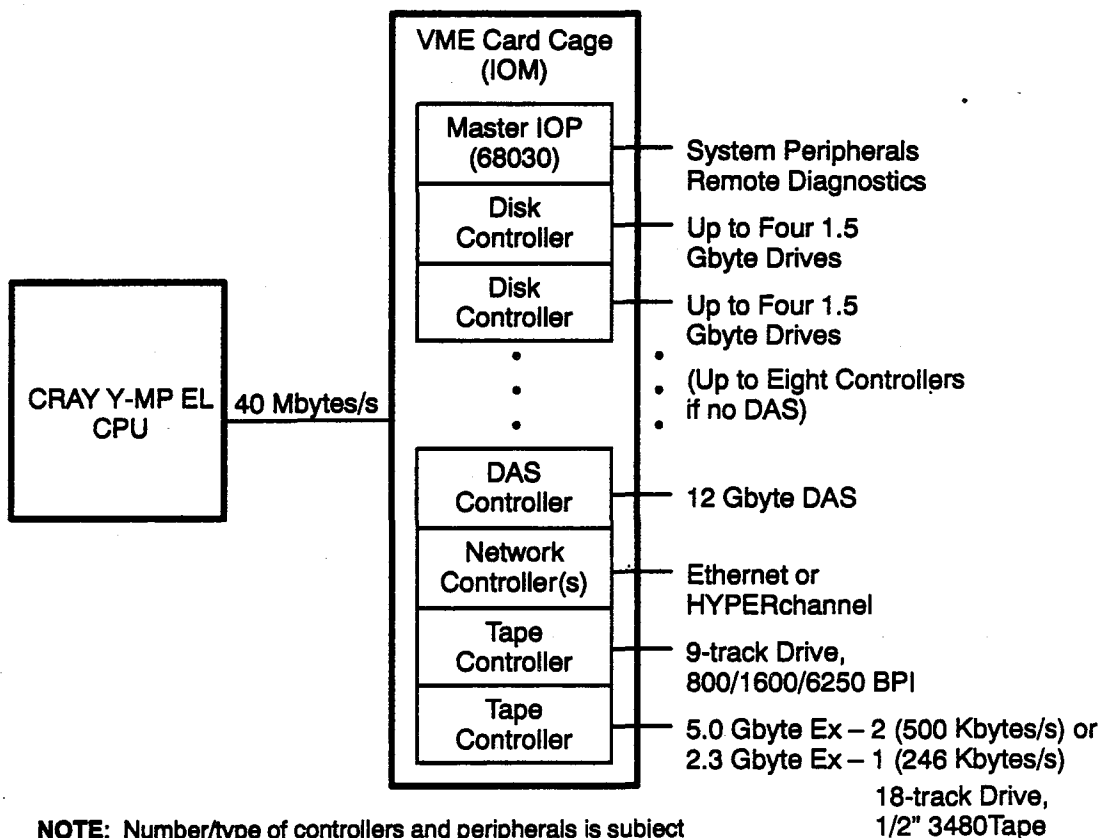 VME Card Cage
(IOM)
Master IOP
(68030)
System Peripherals
Remote Diagnostics
Disk
Controller
Up to Four 1.5
Gbyte Drives
Disk
Controller
Up to Four 1.5
Gbyte Drives
(Up to Eight Controllers
if no DAS)
CRAY Y-MP EL
CPU
40 Mbytes/s
DAS
Controller
12 Gbyte DAS
Network
Controller(s)
Ethernet or
HYPERchannel
Tape
Controller
9-track Drive,
800/1600/6250 BPI
Tape
Controller
5.0 Gbyte Ex – 2 (500 Kbytes/s) or
2.3 Gbyte Ex – 1 (246 Kbytes/s)
18-track Drive,
1/2" 3480Tape
NOTE: Number/type of controllers and peripherals is subject